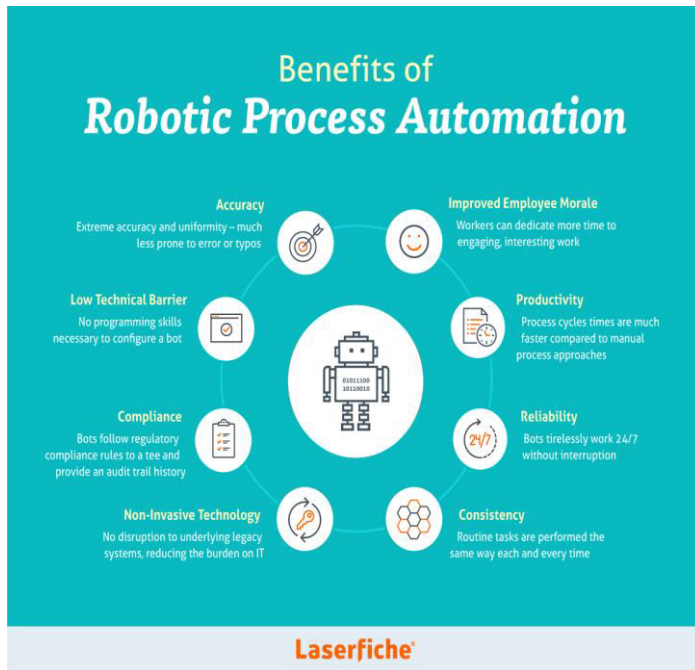 Benefits of
Robotic Process Automation
Accuracy
Extreme accuracy and uniformity – much
less prone to error or typos
Improved Employee Morale
Workers can dedicate more time to
engaging, interesting work
Low Technical Barrier
No programming skills
necessary to configure a bot
Productivity
Process cycles times are much
faster compared to manual
process approaches
01011100
10110010
Compliance
Bots follow regulatory
compliance rules to a tee and
provide an audit trail history
24/7
Reliability
Bots tirelessly work 24/7
without interruption
Non-Invasive Technology
No disruption to underlying legacy
systems, reducing the burden on IT
Consistency
Routine tasks are performed the
same way each and every time
Laserfiche®